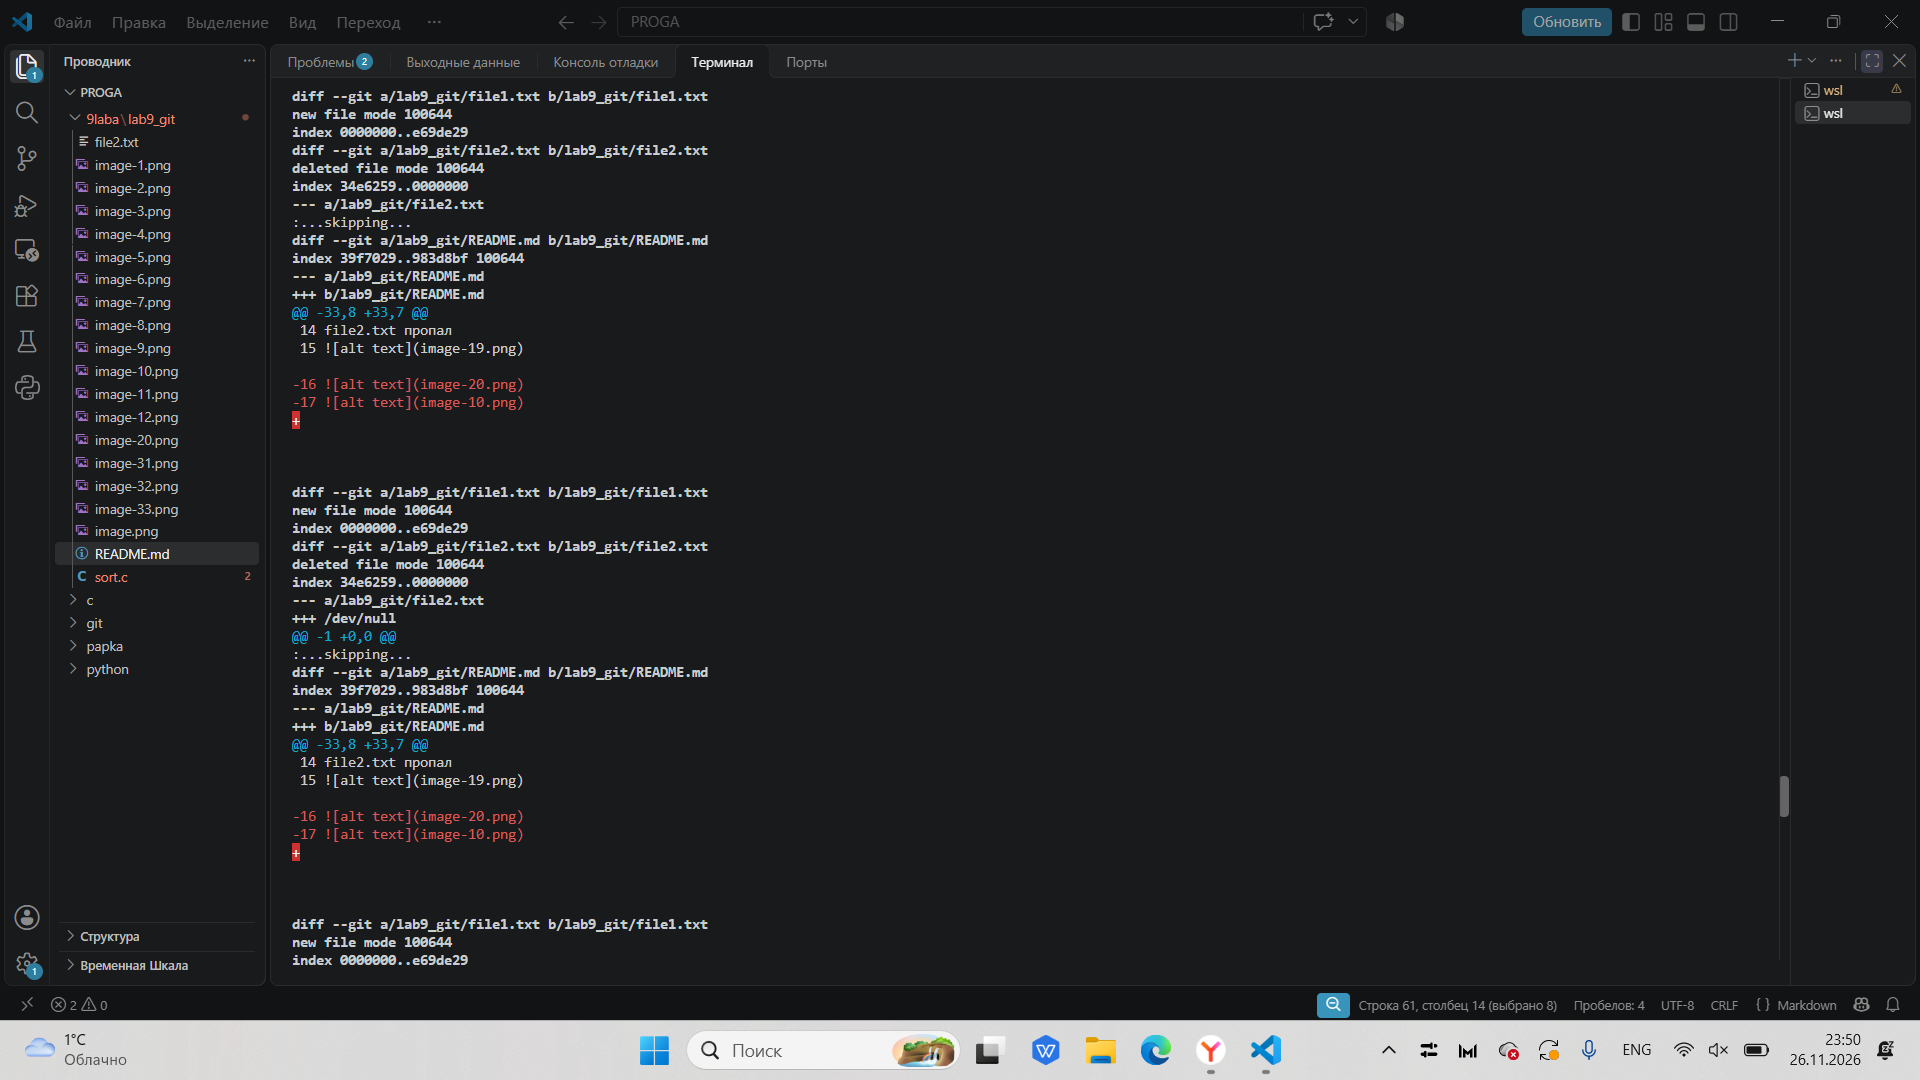 Файл Правка Выделение Вид Переход ···
PROGA
Обновить
Проводник ···
PROGA
9laba\lab9_git
file2.txt
image-1.png
image-2.png
image-3.png
image-4.png
image-5.png
image-6.png
image-7.png
image-8.png
image-9.png
image-10.png
image-11.png
image-12.png
image-20.png
image-31.png
image-32.png
image-33.png
image.png
README.md
C sort.c 2
c
git
papka
python
Структура
Временная Шкала
1
1
Проблемы 2 Выходные данные Консоль отладки Терминал Порты
diff --git a/lab9_git/file1.txt b/lab9_git/file1.txt
new file mode 100644
index 0000000..e69de29
diff --git a/lab9_git/file2.txt b/lab9_git/file2.txt
deleted file mode 100644
index 34e6259..0000000
--- a/lab9_git/file2.txt
:...skipping...
diff --git a/lab9_git/README.md b/lab9_git/README.md
index 39f7029..983d8bf 100644
--- a/lab9_git/README.md
+++ b/lab9_git/README.md
@@ -33,8 +33,7 @@
 14 file2.txt пропал
 15 ![alt text](image-19.png)
-16 ![alt text](image-20.png)
-17 ![alt text](image-10.png)
+
diff --git a/lab9_git/file1.txt b/lab9_git/file1.txt
new file mode 100644
index 0000000..e69de29
diff --git a/lab9_git/file2.txt b/lab9_git/file2.txt
deleted file mode 100644
index 34e6259..0000000
--- a/lab9_git/file2.txt
+++ /dev/null
@@ -1 +0,0 @@
:...skipping...
diff --git a/lab9_git/README.md b/lab9_git/README.md
index 39f7029..983d8bf 100644
--- a/lab9_git/README.md
+++ b/lab9_git/README.md
@@ -33,8 +33,7 @@
 14 file2.txt пропал
 15 ![alt text](image-19.png)
-16 ![alt text](image-20.png)
-17 ![alt text](image-10.png)
+
diff --git a/lab9_git/file1.txt b/lab9_git/file1.txt
new file mode 100644
index 0000000..e69de29
wsl
wsl
2 0
Строка 61, столбец 14 (выбрано 8) Пробелов: 4 UTF-8 CRLF { } Markdown
1°C
Облачно
Поиск
ENG
23:50
26.11.2026